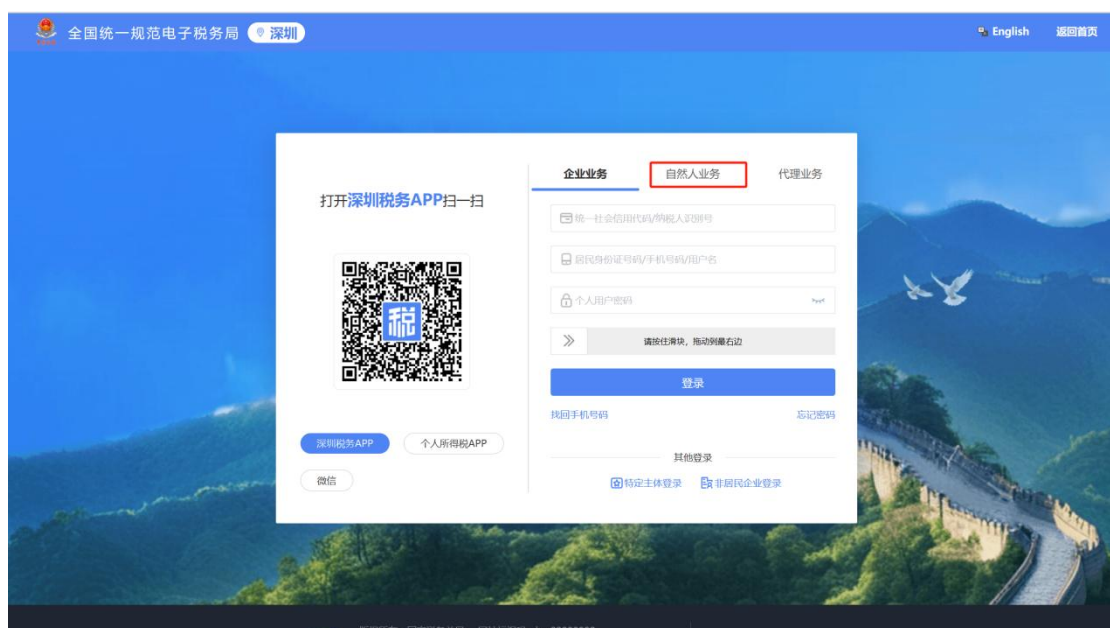 全国统一规范电子税务局
深圳
English
返回首页
打开深圳税务APP扫一扫
税
深圳税务APP
个人所得税APP
微信
企业业务
自然人业务
代理业务
统一社会信用代码/纳税人识别号
居民身份证号码/手机号码/用户名
个人用户密码
请按住滑块，拖动到最右边
登录
找回手机号码
忘记密码
其他登录
特定主体登录
非居民企业登录